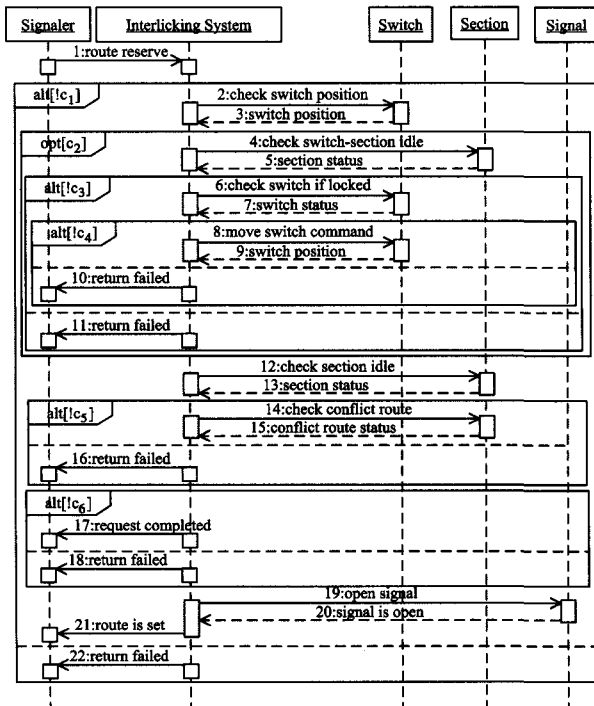 Signaler Interlicking System Switch Section Signal
1:route reserve
alt[!c1]
2:check switch position
3:switch position
opt[c2]
4:check switch-section idle
5:section status
alt[!c3]
6:check switch if locked
7:switch status
alt[!c4]
8:move switch command
9:switch position
10:return failed
11:return failed
12:check section idle
13:section status
alt[!c5]
14:check conflict route
15:conflict route status
16:return failed
alt[!c6]
17:request completed
18:return failed
19:open signal
20:signal is open
21:route is set
22:return failed